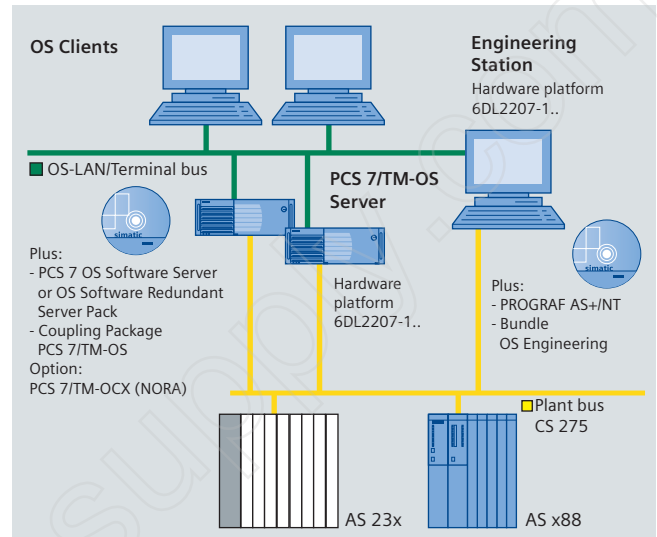 OS Clients
Engineering
Station
Hardware platform
6DL2207-1..
OS-LAN/Terminal bus
PCS 7/TM-OS
Server
simatic
Plus:
- PCS 7 OS Software Server
or OS Software Redundant
Server Pack
- Coupling Package
PCS 7/TM-OS
Option:
PCS 7/TM-OCX (NORA)
Hardware
platform
6DL2207-1..
simatic
Plus:
- PROGRAF AS+/NT
- Bundle
OS Engineering
Plant bus
CS 275
AS 23x
AS x88